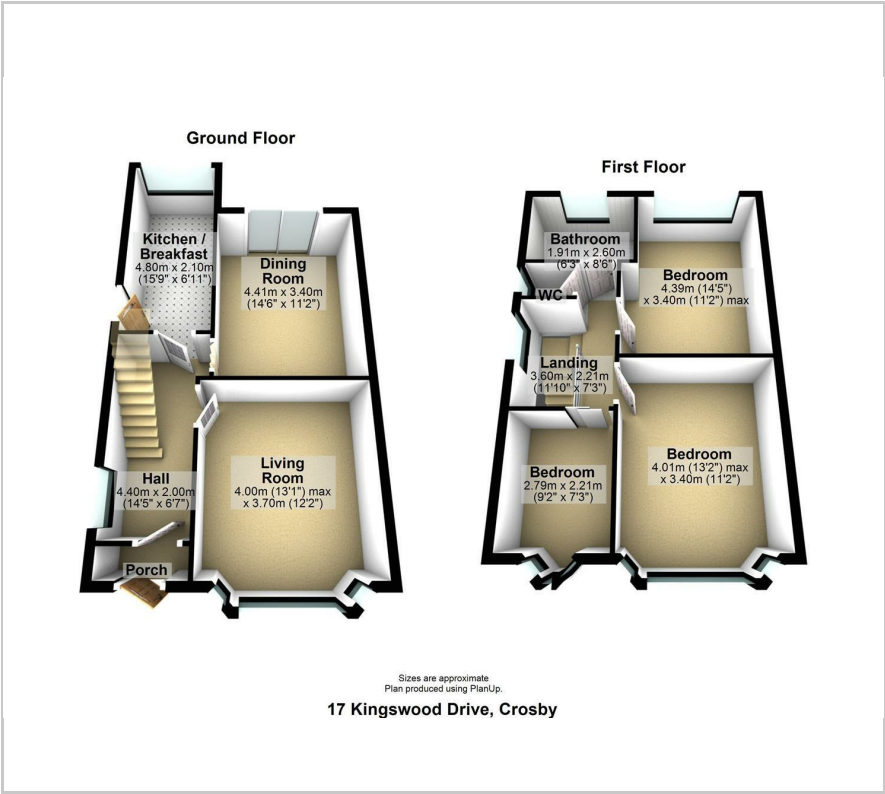 Ground Floor
Kitchen /
Breakfast
4.80m x 2.10m
(15'9" x 6'11")
Dining
Room
4.41m x 3.40m
(14'6" x 11'2")
Hall
4.40m x 2.00m
(14'5" x 6'7")
Living
Room
4.00m (13'1") max
x 3.70m (12'2")
Porch
First Floor
Bathroom
1.91m x 2.60m
(6'3" x 8'6")
WC
Bedroom
4.39m (14'5")
x 3.40m (11'2") max
Landing
3.60m x 2.21m
(11'10" x 7'3")
Bedroom
2.79m x 2.21m
(9'2" x 7'3")
Bedroom
4.01m (13'2") max
x 3.40m (11'2")
Sizes are approximate
Plan produced using PlanUp.
17 Kingswood Drive, Crosby